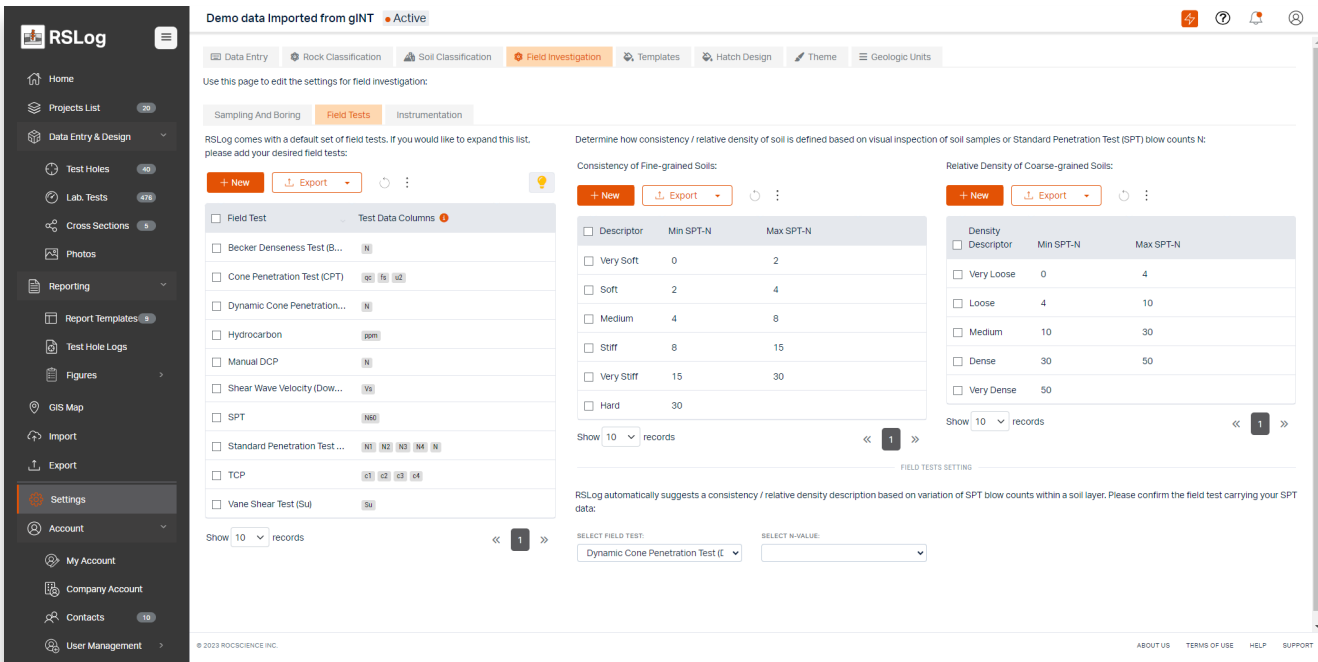 Demo data Imported from gINT
Active
RSLog
Home
Projects List 20
Data Entry & Design
Test Holes 40
Lab. Tests 476
Cross Sections 5
Photos
Reporting
Report Templates 5
Test Hole Logs
Figures
GIS Map
Import
Export
Settings
Account
My Account
Company Account
Contacts 10
User Management
Data Entry Rock Classification Soil Classification Field Investigation Templates Hatch Design Theme Geologic Units
Use this page to edit the settings for field investigation:
Sampling And Boring Field Tests Instrumentation
RSLog comes with a default set of field tests. If you would like to expand this list,
please add your desired field tests:
+ New Export
Field Test Test Data Columns
Becker Denseness Test (B... N
Cone Penetration Test (CPT) qc fs u2
Dynamic Cone Penetration... N
Hydrocarbon ppm
Manual DCP N
Shear Wave Velocity (Dow... Vs
SPT N60
Standard Penetration Test ... N1 N2 N3 N4 N
TCP c1 c2 c3 c4
Vane Shear Test (Su) Su
Show 10 records « 1 »
Determine how consistency / relative density of soil is defined based on visual inspection of soil samples or Standard Penetration Test (SPT) blow counts N:
Consistency of Fine-grained Soils:
+ New Export
Descriptor Min SPT-N Max SPT-N
Very Soft 0 2
Soft 2 4
Medium 4 8
Stiff 8 15
Very Stiff 15 30
Hard 30
Show 10 records « 1 »
Relative Density of Coarse-grained Soils:
+ New Export
Density
Descriptor Min SPT-N Max SPT-N
Very Loose 0 4
Loose 4 10
Medium 10 30
Dense 30 50
Very Dense 50
Show 10 records « 1 »
FIELD TESTS SETTING
RSLog automatically suggests a consistency / relative density description based on variation of SPT blow counts within a soil layer. Please confirm the field test carrying your SPT
data:
SELECT FIELD TEST: SELECT N-VALUE:
Dynamic Cone Penetration Test (D
© 2023 ROCSCIENCE INC.
ABOUT US TERMS OF USE HELP SUPPORT